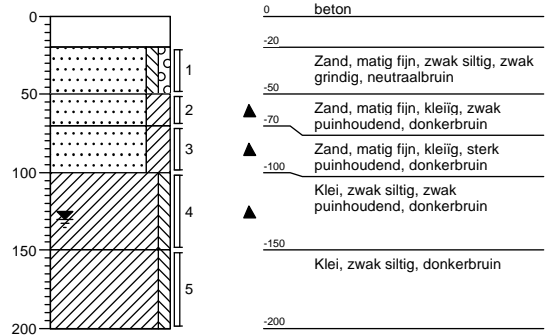 0
50
100
150
200
1
2
3
4
5
0
beton
-20
Zand, matig fijn, zwak siltig, zwak
grindig, neutraalbruin
-50
Zand, matig fijn, kleiïg, zwak
puinhoudend, donkerbruin
-70
Zand, matig fijn, kleiïg, sterk
puinhoudend, donkerbruin
-100
Klei, zwak siltig, zwak
puinhoudend, donkerbruin
-150
Klei, zwak siltig, donkerbruin
-200